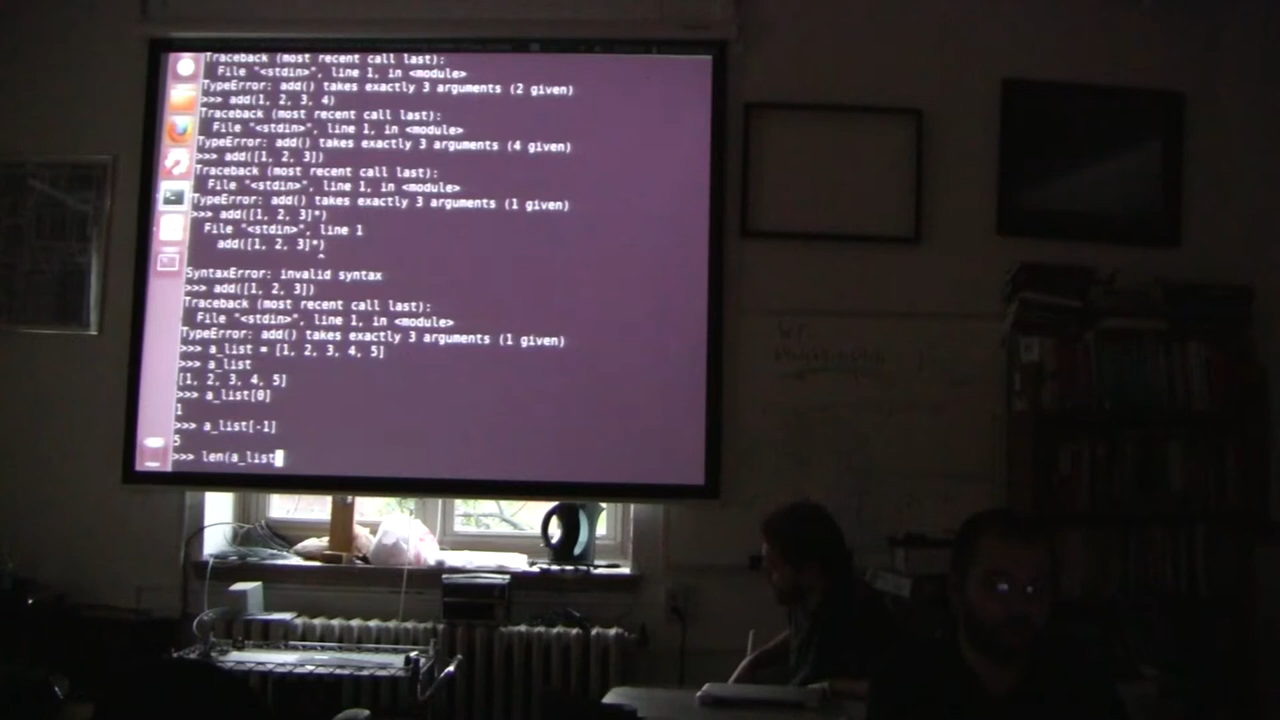 Traceback (most recent call last):
File "<stdin>", line 1, in <module>
TypeError: add() takes exactly 3 arguments (2 given)
>>> add(1, 2, 3, 4)
Traceback (most recent call last):
File "<stdin>", line 1, in <module>
TypeError: add() takes exactly 3 arguments (4 given)
>>> add([1, 2, 3])
Traceback (most recent call last):
File "<stdin>", line 1, in <module>
TypeError: add() takes exactly 3 arguments (1 given)
>>> add([1, 2, 3]*)
File "<stdin>", line 1
add([1, 2, 3]*)
^
SyntaxError: invalid syntax
>>> add([1, 2, 3])
Traceback (most recent call last):
File "<stdin>", line 1, in <module>
TypeError: add() takes exactly 3 arguments (1 given)
>>> a_list = [1, 2, 3, 4, 5]
>>> a_list
[1, 2, 3, 4, 5]
>>> a_list[0]
1
>>> a_list[-1]
5
>>> len(a_list